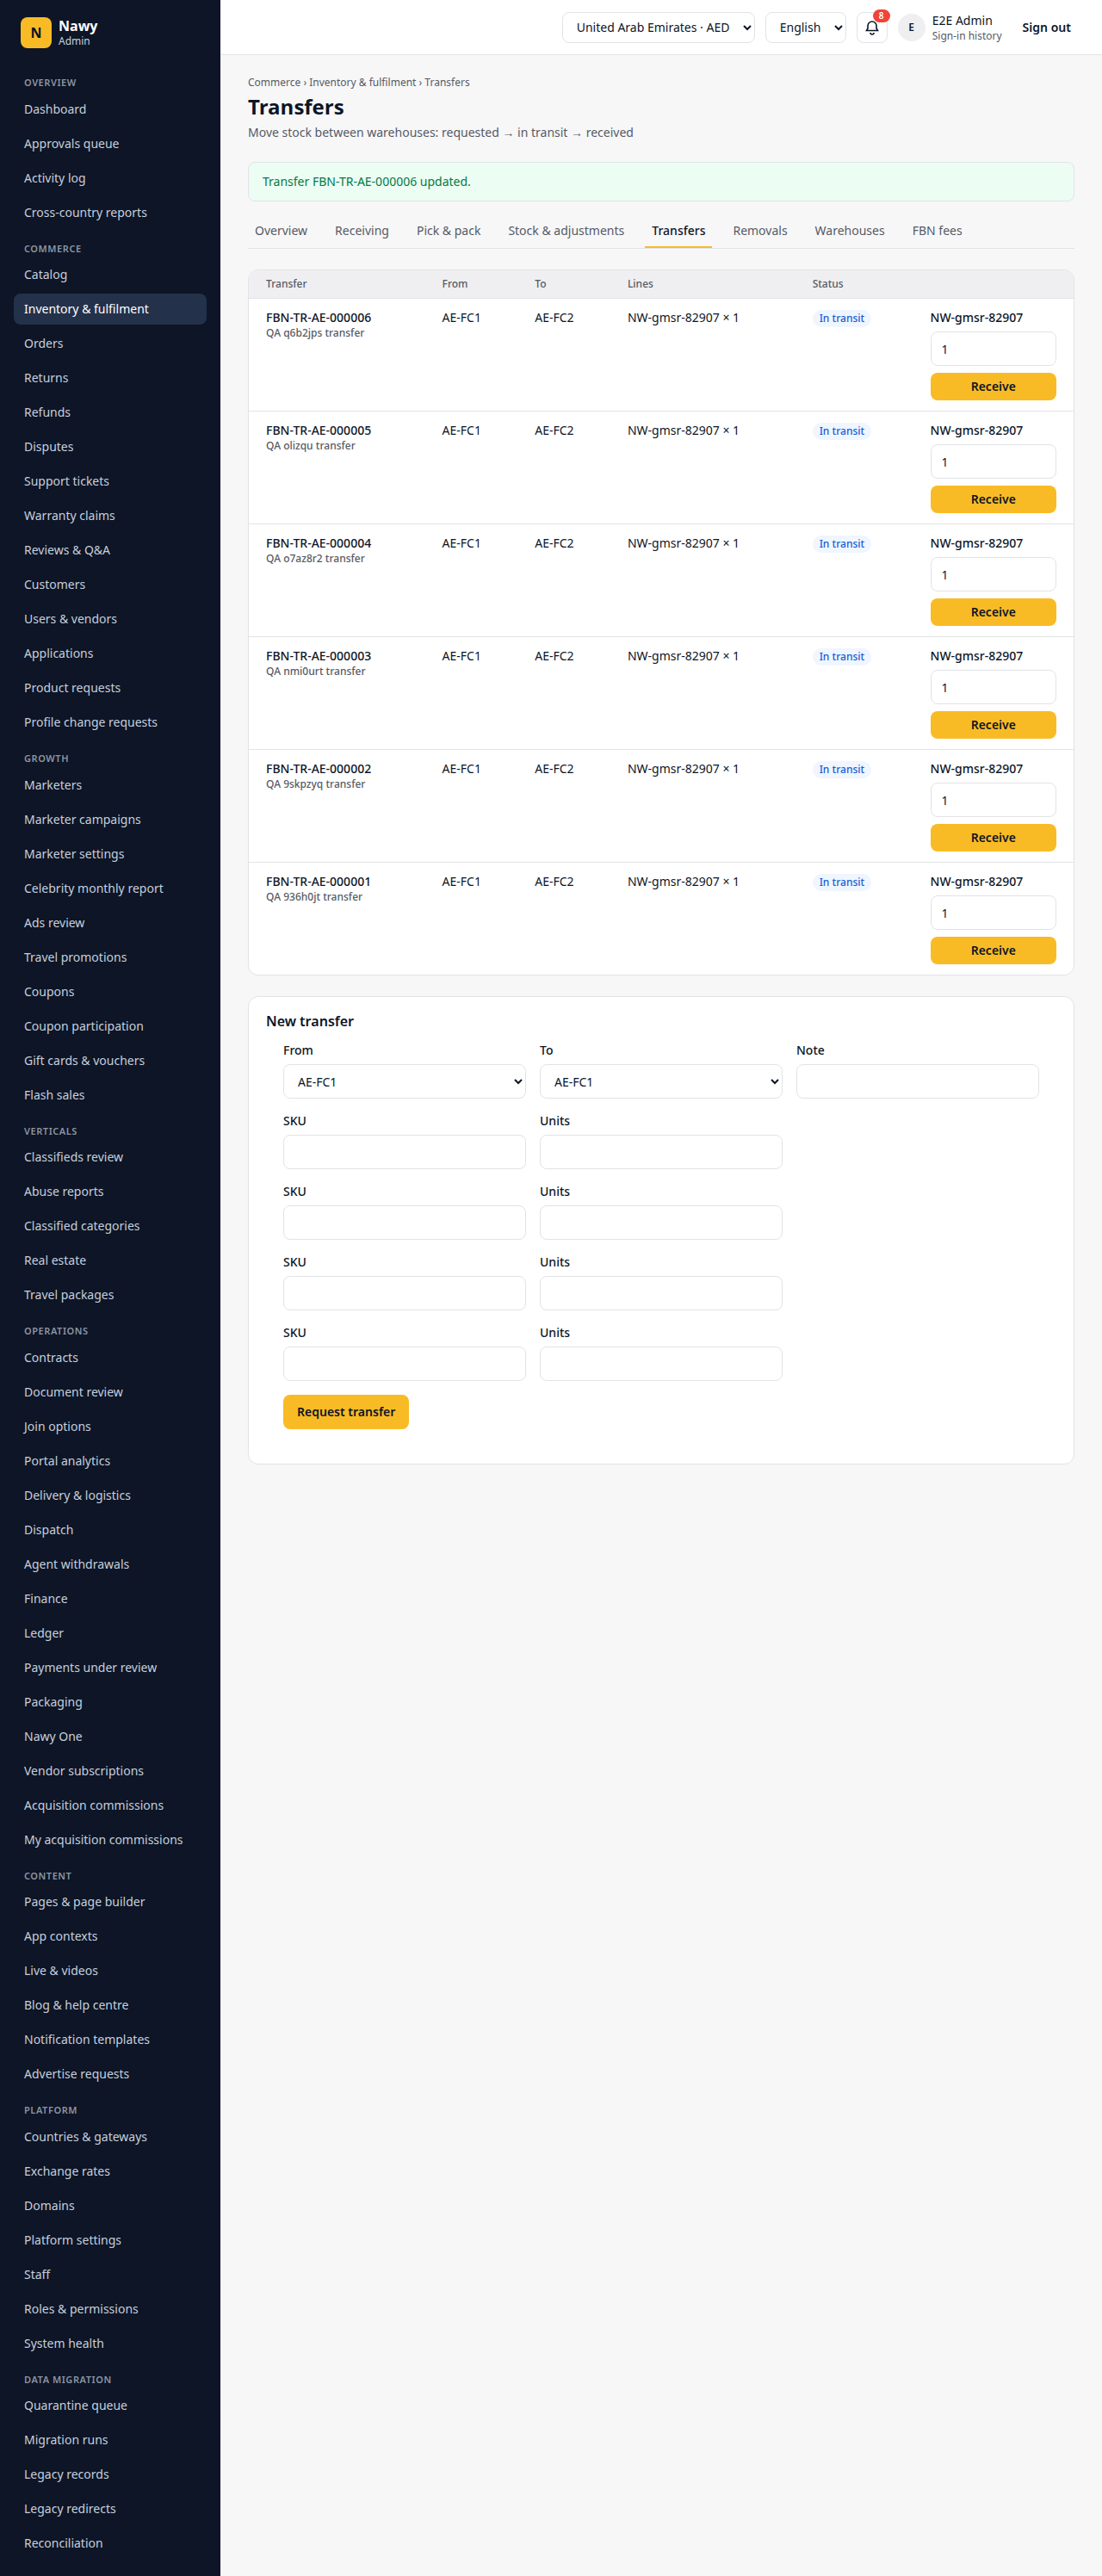 N
Nawy
Admin
OVERVIEW
Dashboard
Approvals queue
Activity log
Cross-country reports
COMMERCE
Catalog
Inventory & fulfilment
Orders
Returns
Refunds
Disputes
Support tickets
Warranty claims
Reviews & Q&A
Customers
Users & vendors
Applications
Product requests
Profile change requests
GROWTH
Marketers
Marketer campaigns
Marketer settings
Celebrity monthly report
Ads review
Travel promotions
Coupons
Coupon participation
Gift cards & vouchers
Flash sales
VERTICALS
Classifieds review
Abuse reports
Classified categories
Real estate
Travel packages
OPERATIONS
Contracts
Document review
Join options
Portal analytics
Delivery & logistics
Dispatch
Agent withdrawals
Finance
Ledger
Payments under review
Packaging
Nawy One
Vendor subscriptions
Acquisition commissions
My acquisition commissions
CONTENT
Pages & page builder
App contexts
Live & videos
Blog & help centre
Notification templates
Advertise requests
PLATFORM
Countries & gateways
Exchange rates
Domains
Platform settings
Staff
Roles & permissions
System health
DATA MIGRATION
Quarantine queue
Migration runs
Legacy records
Legacy redirects
Reconciliation
United Arab Emirates · AED English 8 E E2E Admin Sign out
Sign-in history
Commerce › Inventory & fulfilment › Transfers
Transfers
Move stock between warehouses: requested → in transit → received
Transfer FBN-TR-AE-000006 updated.
Overview Receiving Pick & pack Stock & adjustments Transfers Removals Warehouses FBN fees
Transfer From To Lines Status
FBN-TR-AE-000006 AE-FC1 AE-FC2 NW-gmsr-82907 × 1 In transit NW-gmsr-82907
QA q6b2jps transfer
1
Receive
FBN-TR-AE-000005 AE-FC1 AE-FC2 NW-gmsr-82907 × 1 In transit NW-gmsr-82907
QA olizqu transfer
1
Receive
FBN-TR-AE-000004 AE-FC1 AE-FC2 NW-gmsr-82907 × 1 In transit NW-gmsr-82907
QA o7az8r2 transfer
1
Receive
FBN-TR-AE-000003 AE-FC1 AE-FC2 NW-gmsr-82907 × 1 In transit NW-gmsr-82907
QA nmi0urt transfer
1
Receive
FBN-TR-AE-000002 AE-FC1 AE-FC2 NW-gmsr-82907 × 1 In transit NW-gmsr-82907
QA 9skpzyq transfer
1
Receive
FBN-TR-AE-000001 AE-FC1 AE-FC2 NW-gmsr-82907 × 1 In transit NW-gmsr-82907
QA 936h0jt transfer
1
Receive
New transfer
From To Note
AE-FC1 AE-FC1
SKU Units
SKU Units
SKU Units
SKU Units
Request transfer